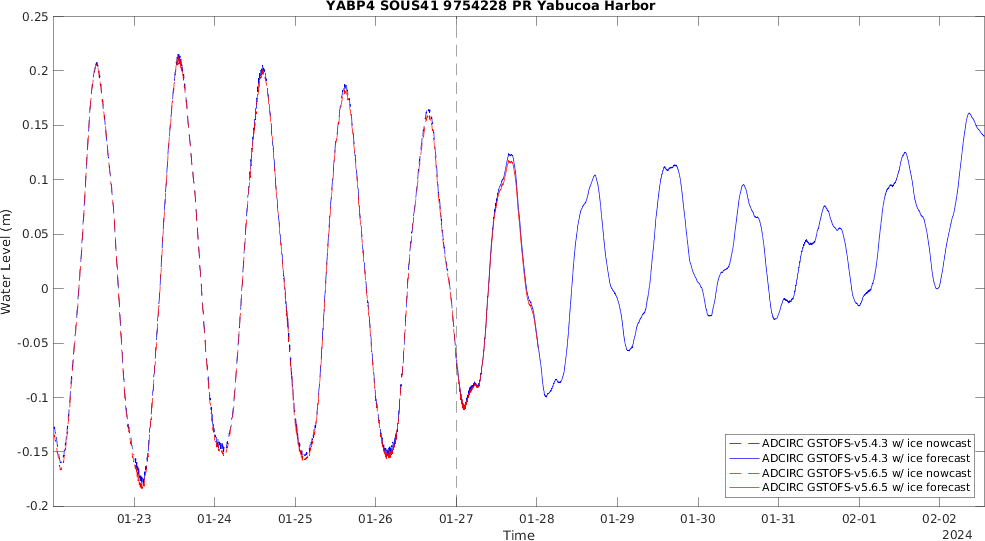 YABP4 SOUS41 9754228 PR Yabucoa Harbor
0.25
0.2
0.15
0.1
0.05
0
-0.05
-0.1
-0.15
-0.2
Water Level (m)
01-23 01-24 01-25 01-26 01-27 01-28 01-29 01-30 01-31 02-01 02-02
Time
2024
ADCIRC GSTOFS-v5.4.3 w/ ice nowcast
ADCIRC GSTOFS-v5.4.3 w/ ice forecast
ADCIRC GSTOFS-v5.6.5 w/ ice nowcast
ADCIRC GSTOFS-v5.6.5 w/ ice forecast